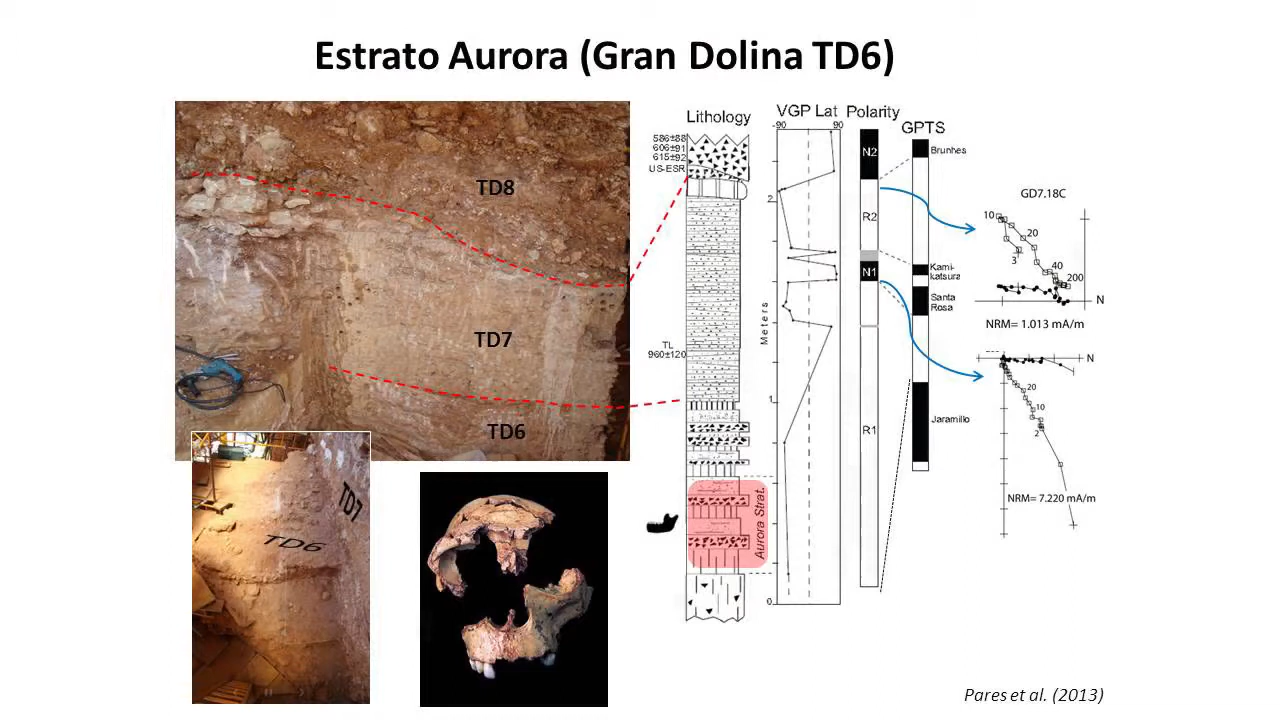 Estrato Aurora (Gran Dolina TD6)
TD8
TD7
TD6
TD7
TD6
Lithology
586±88
606±91
615±92
US-ESR
TL
960±120
Aurora Strat.
Meters
2
1
0
VGP Lat
-90
90
Polarity
N2
R2
N1
R1
GPTS
Brunhes
Kami-
katsura
Santa
Rosa
Jaramillo
GD7.18C
10
20
3
40
200
N
NRM= 1.013 mA/m
N
20
10
2
NRM= 7.220 mA/m
Pares et al. (2013)